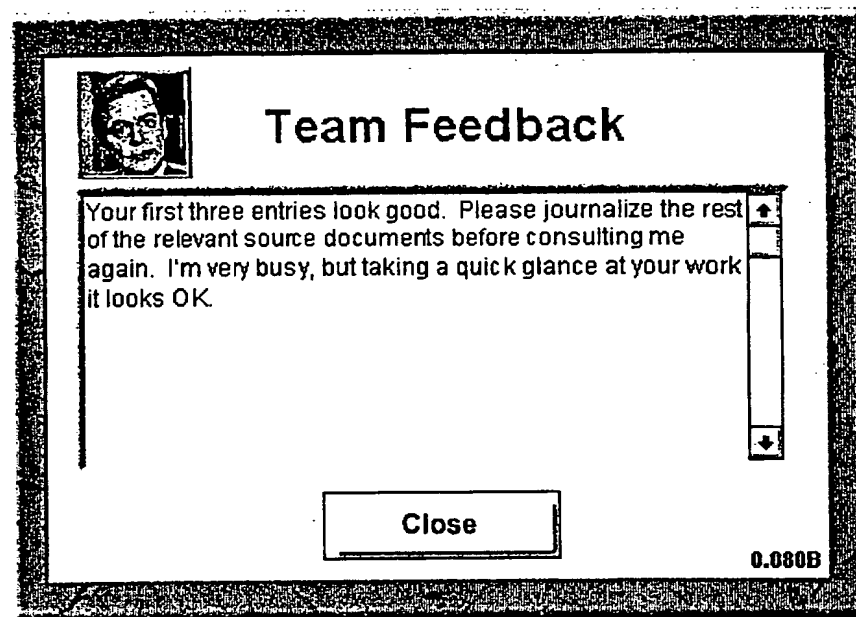 Team Feedback
Your first three entries look good. Please journalize the rest
of the relevant source documents before consulting me
again. I'm very busy, but taking a quick glance at your work
it looks OK.
Close
0.080B